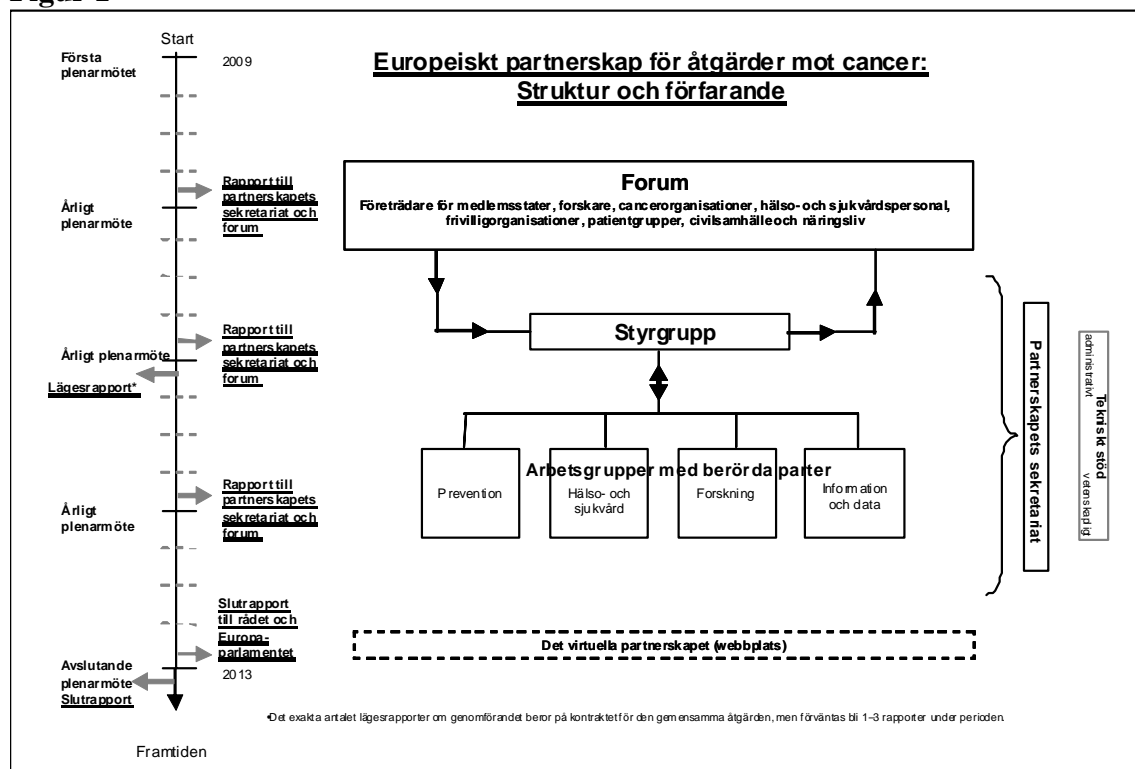 Start
Första
plenarmötet
2009
Europeiskt partnerskap för åtgärder mot cancer:
Struktur och förfarande
Rapport till
partnerskapets
sekretariat och
forum
Årligt
plenarmöte
Forum
Företrädare för medlemsstater, forskare, cancerorganisationer, hälso- och sjukvårdspersonal,
frivilligorganisationer, patientgrupper, civilsamhälle och näringsliv
Rapport till
partnerskapets
sekretariat och
forum
Årligt plenarmöte
Lägesrapport*
Styrgrupp
Arbetsgrupper med berörda parter
Prevention
Hälso- och
sjukvård
Forskning
Information
och data
Partnerskapets sekretariat
Tekniskt stöd
administrativt
vetenskapligt
Rapport till
partnerskapets
sekretariat och
forum
Årligt
plenarmöte
Slutrapport
till rådet och
Europa-
parlamentet
Det virtuella partnerskapet (webbplats)
Avslutande
plenarmöte
Slutrapport
2013
*Det exakta antalet lägesrapporter om genomförandet beror på kontraktet för den gemensamma åtgärden, men förväntas bli 1–3 rapporter under perioden.
Framtiden